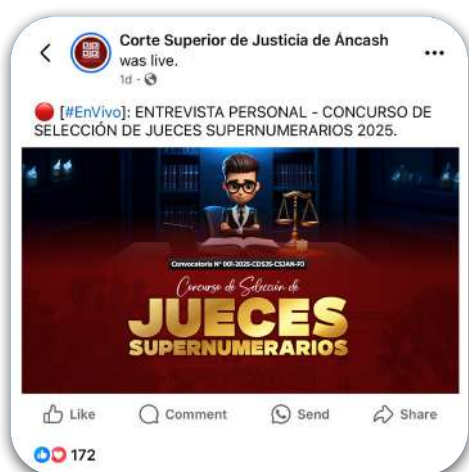 Corte Superior de Justicia de Áncash
was live.
1d
[#EnVivo]: ENTREVISTA PERSONAL - CONCURSO DE
SELECCIÓN DE JUECES SUPERNUMERARIOS 2025.
Convocatoria N° 001-2025-CDSJS-CSJAN-PJ
Concurso de Selección de
JUECES
SUPERNUMERARIOS
Like Comment Send Share
172